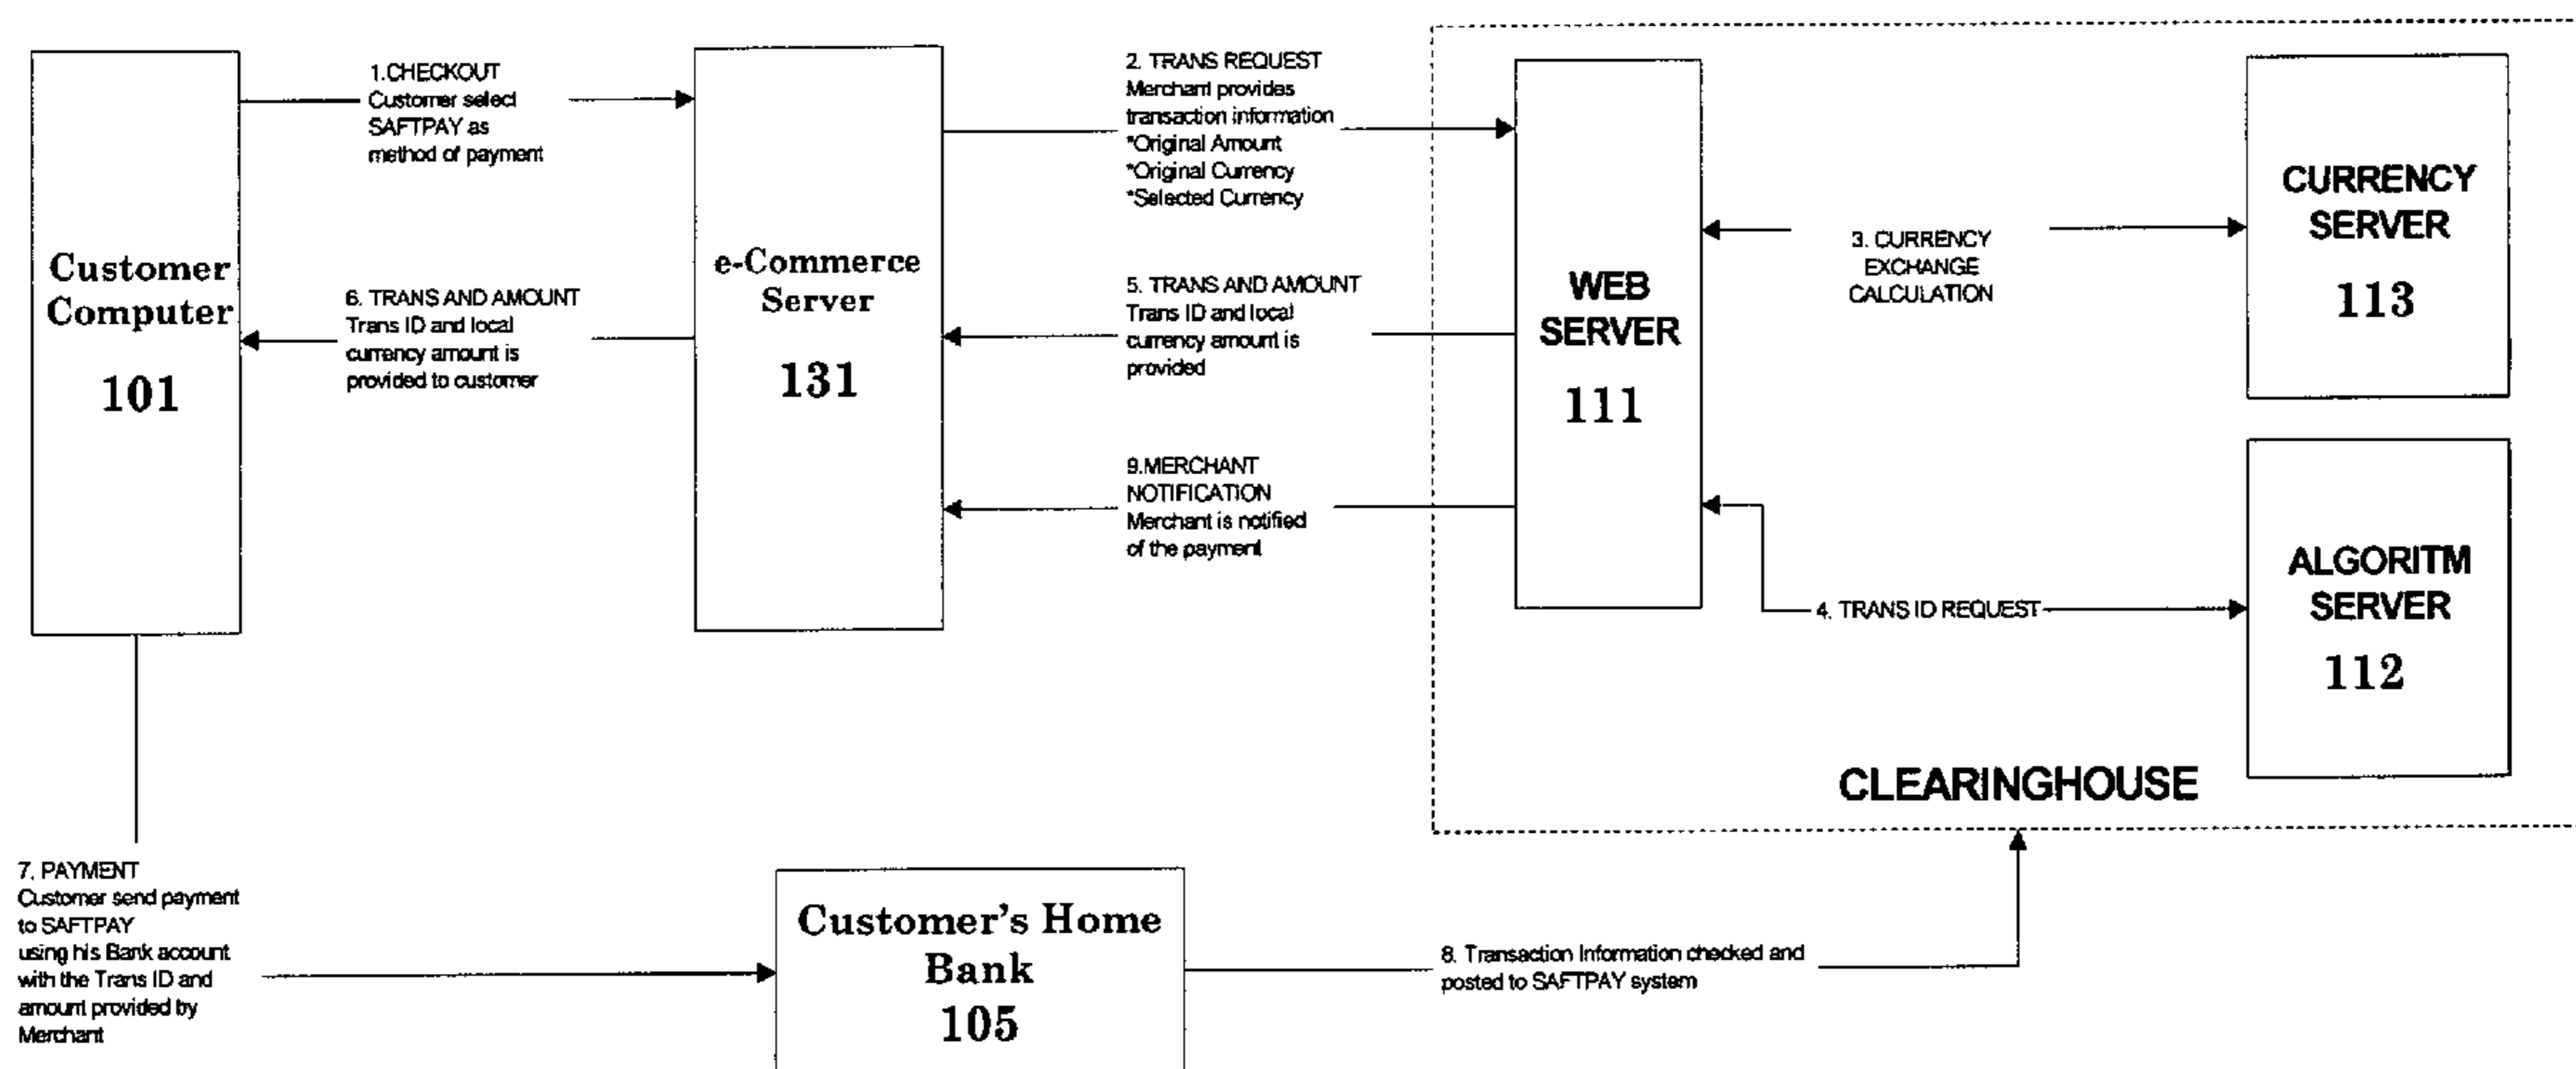 1.CHECKOUT
Customer select
SAFTPAY as
method of payment
2. TRANS REQUEST
Merchant provides
transaction information
*Original Amount
*Original Currency
*Selected Currency
CURRENCY
SERVER
113
3. CURRENCY
EXCHANGE
CALCULATION
Customer
Computer
101
6. TRANS AND AMOUNT
Trans ID and local
currency amount is
provided to customer
e-Commerce
Server
131
5. TRANS AND AMOUNT
Trans ID and local
currency amount is
provided
WEB
SERVER
111
9.MERCHANT
NOTIFICATION
Merchant is notified
of the payment
4. TRANS ID REQUEST
ALGORITM
SERVER
112
CLEARINGHOUSE
7. PAYMENT
Customer send payment
to SAFTPAY
using his Bank account
with the Trans ID and
amount provided by
Merchant
Customer's Home
Bank
105
8. Transaction Information checked and
posted to SAFTPAY system